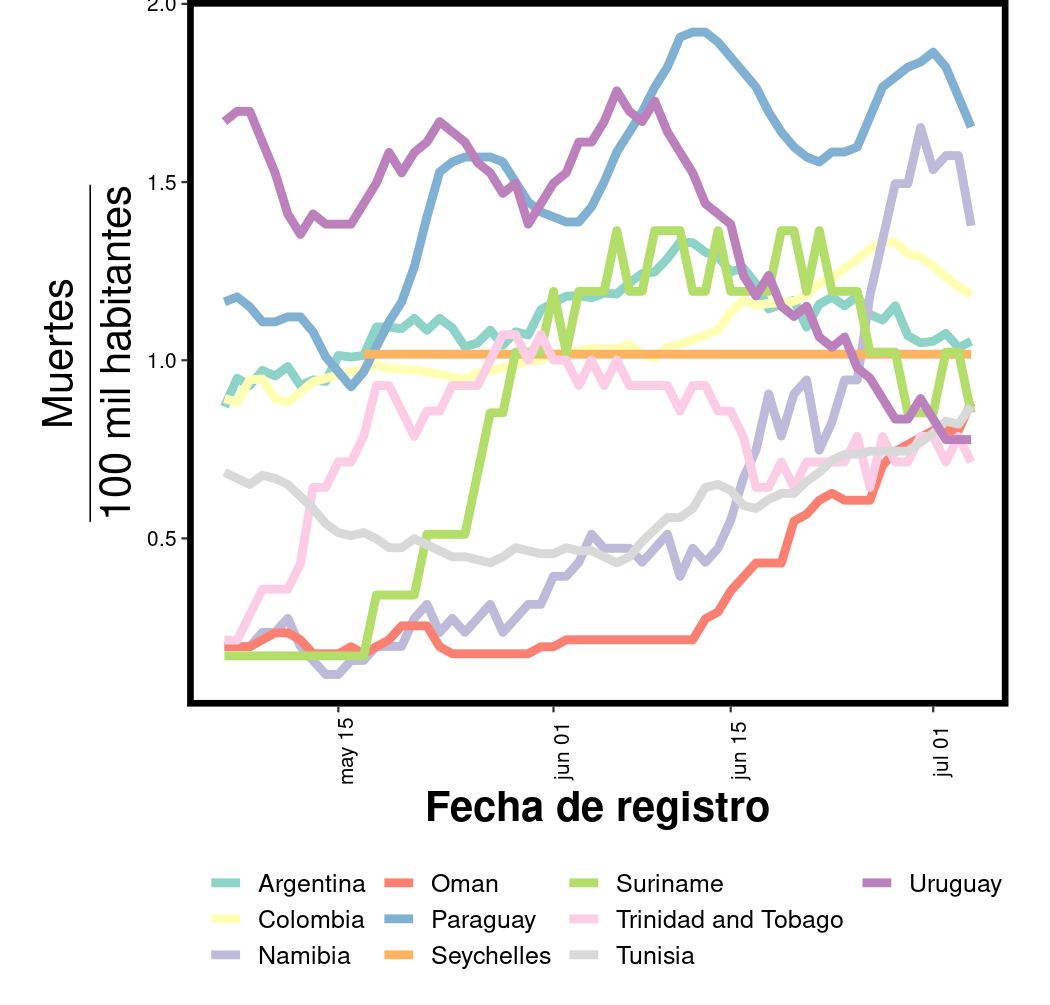 2.0
1.5
1.0
0.5
Muertes
100 mil habitantes
may 15
jun 01
jun 15
jul 01
Fecha de registro
Argentina
Colombia
Namibia
Oman
Paraguay
Seychelles
Suriname
Trinidad and Tobago
Tunisia
Uruguay